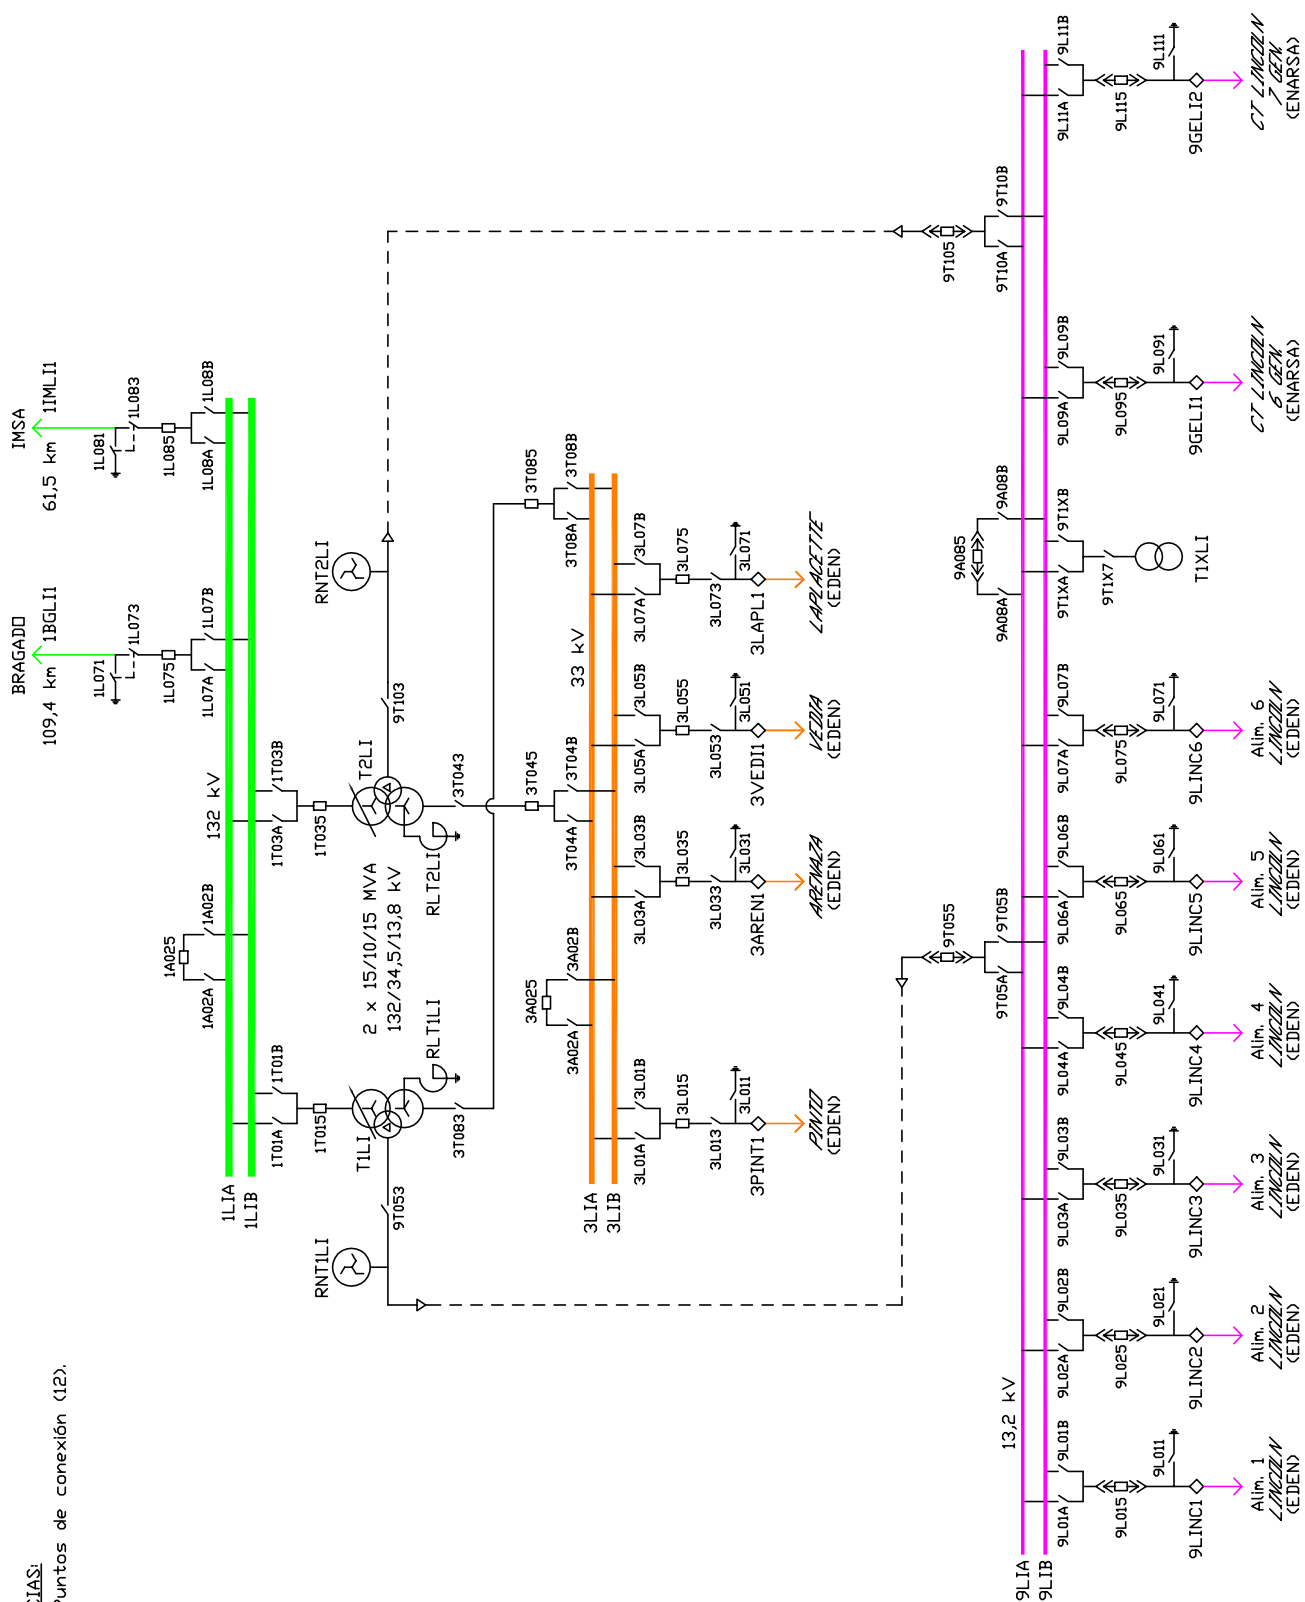 CIAS:
Puntos de conexión (12).
BRAGADO
109,4 km 1BGLI1
1L071
1L073
1L075
1L07A
1L07B
IMSA
61,5 km 1IMLI1
1L081
1L083
1L085
1L08A
1L08B
132 kV
1A025
1A02A
1A02B
1LIA
1LIB
1T01A
1T01B
1T015
1T03A
1T03B
1T035
T1LI
RLT1LI
T2LI
RLT2LI
2 x 15/10/15 MVA
132/34,5/13,8 kV
RNT1LI
9T053
3T083
RNT2LI
9T103
3T043
3T045
3T04A
3T04B
3T085
3T08A
3T08B
3A025
3A02A
3A02B
33 kV
3LIA
3LIB
3L01A
3L01B
3L015
3L013
3L011
3PINT1
PINTO
(EDEN)
3L03A
3L03B
3L035
3L033
3L031
3AREN1
ARENAZA
(EDEN)
3L05A
3L05B
3L055
3L053
3L051
3VEDI1
VEDIA
(EDEN)
3L07A
3L07B
3L075
3L073
3L071
3LAPL1
LAPLACETTE
(EDEN)
9T055
9T05A
9T05B
9T105
9T10A
9T10B
9A085
9A08A
9A08B
9T1XA
9T1XB
9T1X7
T1XLI
13,2 kV
9LIA
9LIB
9L01A
9L01B
9L015
9L011
9LINC1
Alim. 1
LINCOLN
(EDEN)
9L02A
9L02B
9L025
9L021
9LINC2
Alim. 2
LINCOLN
(EDEN)
9L03A
9L03B
9L035
9L031
9LINC3
Alim. 3
LINCOLN
(EDEN)
9L04A
9L04B
9L045
9L041
9LINC4
Alim. 4
LINCOLN
(EDEN)
9L06A
9L06B
9L065
9L061
9LINC5
Alim. 5
LINCOLN
(EDEN)
9L07A
9L07B
9L075
9L071
9LINC6
Alim. 6
LINCOLN
(EDEN)
9L09A
9L09B
9L095
9L091
9GELI1
CT LINCOLN
6 GEN
(ENARSA)
9L11A
9L11B
9L115
9L111
9GELI2
CT LINCOLN
7 GEN
(ENARSA)